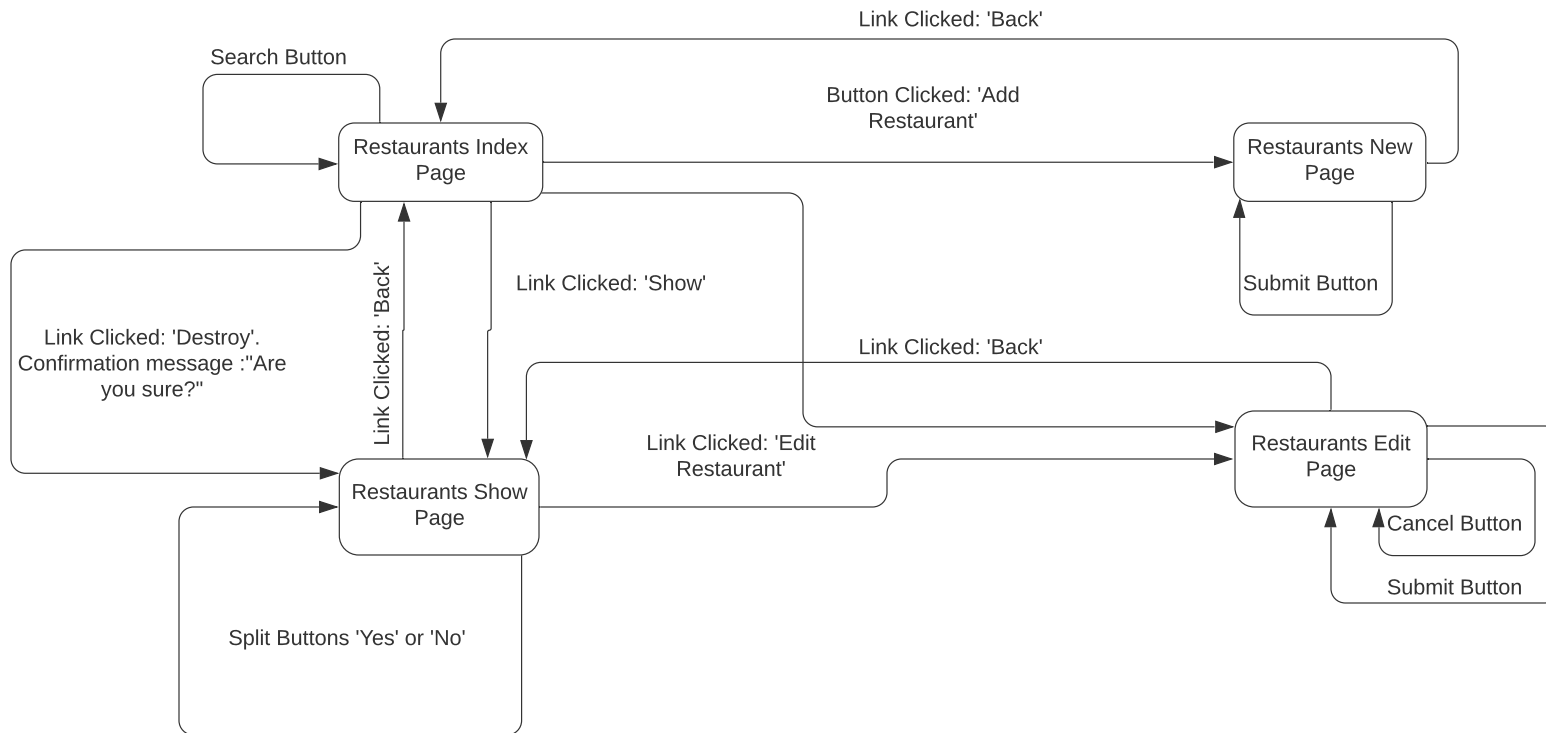 Link Clicked: 'Back'
Search Button
Button Clicked: 'Add
Restaurant'
Restaurants Index
Page
Restaurants New
Page
Link Clicked: 'Back'
Link Clicked: 'Show'
Submit Button
Link Clicked: 'Destroy'.
Confirmation message :"Are
you sure?"
Link Clicked: 'Back'
Link Clicked: 'Edit
Restaurant'
Restaurants Edit
Page
Restaurants Show
Page
Cancel Button
Submit Button
Split Buttons 'Yes' or 'No'